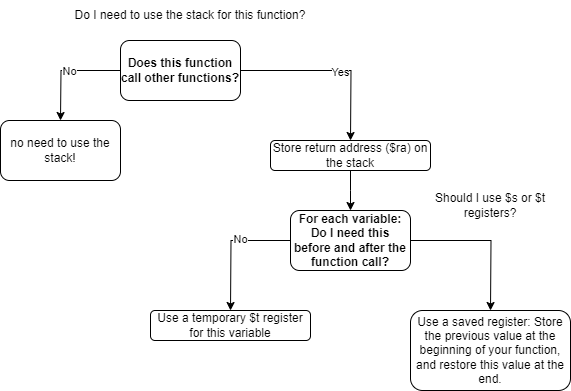 Do I need to use the stack for this function?
Does this function
call other functions?
No
Yes
no need to use the
stack!
Store return address ($ra) on
the stack
Should I use $s or $t
registers?
For each variable:
Do I need this
before and after the
function call?
No
Use a temporary $t register
for this variable
Use a saved register: Store
the previous value at the
beginning of your function,
and restore this value at the
end.